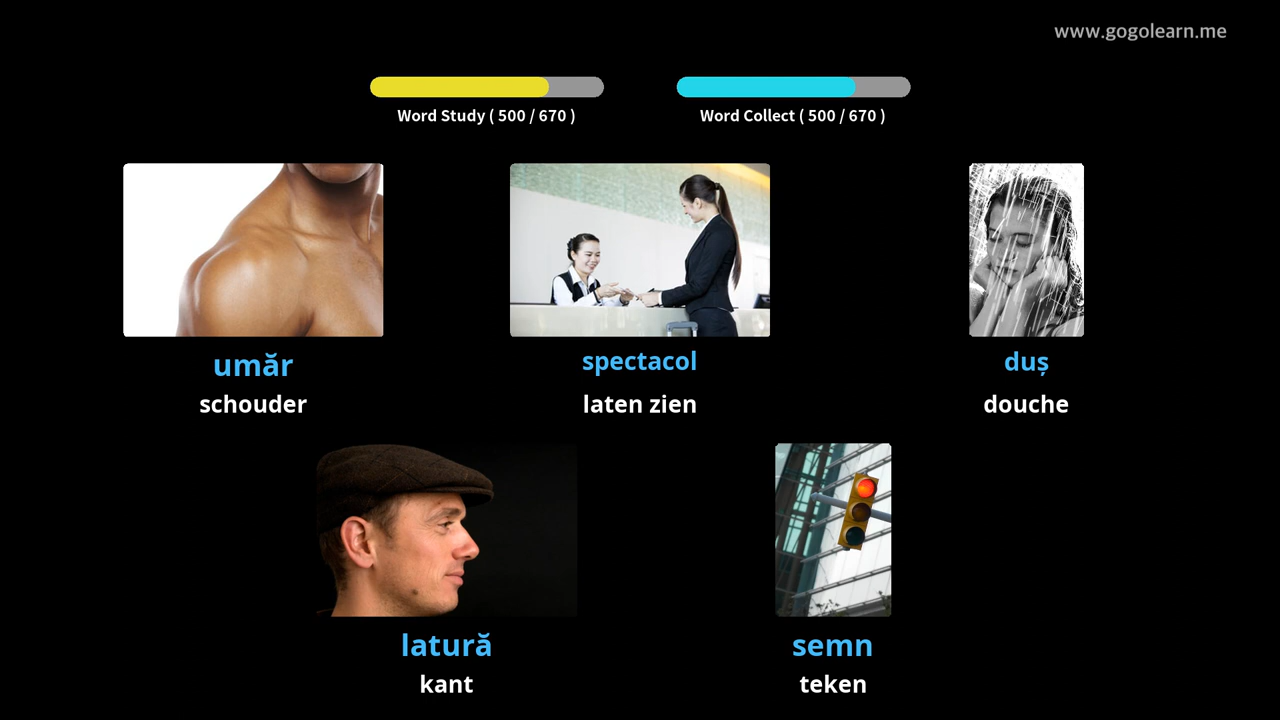 www.gogolearn.me
Word Study ( 500 / 670 )
Word Collect ( 500 / 670 )
umăr
schouder
spectacol
laten zien
duș
douche
latură
kant
semn
teken